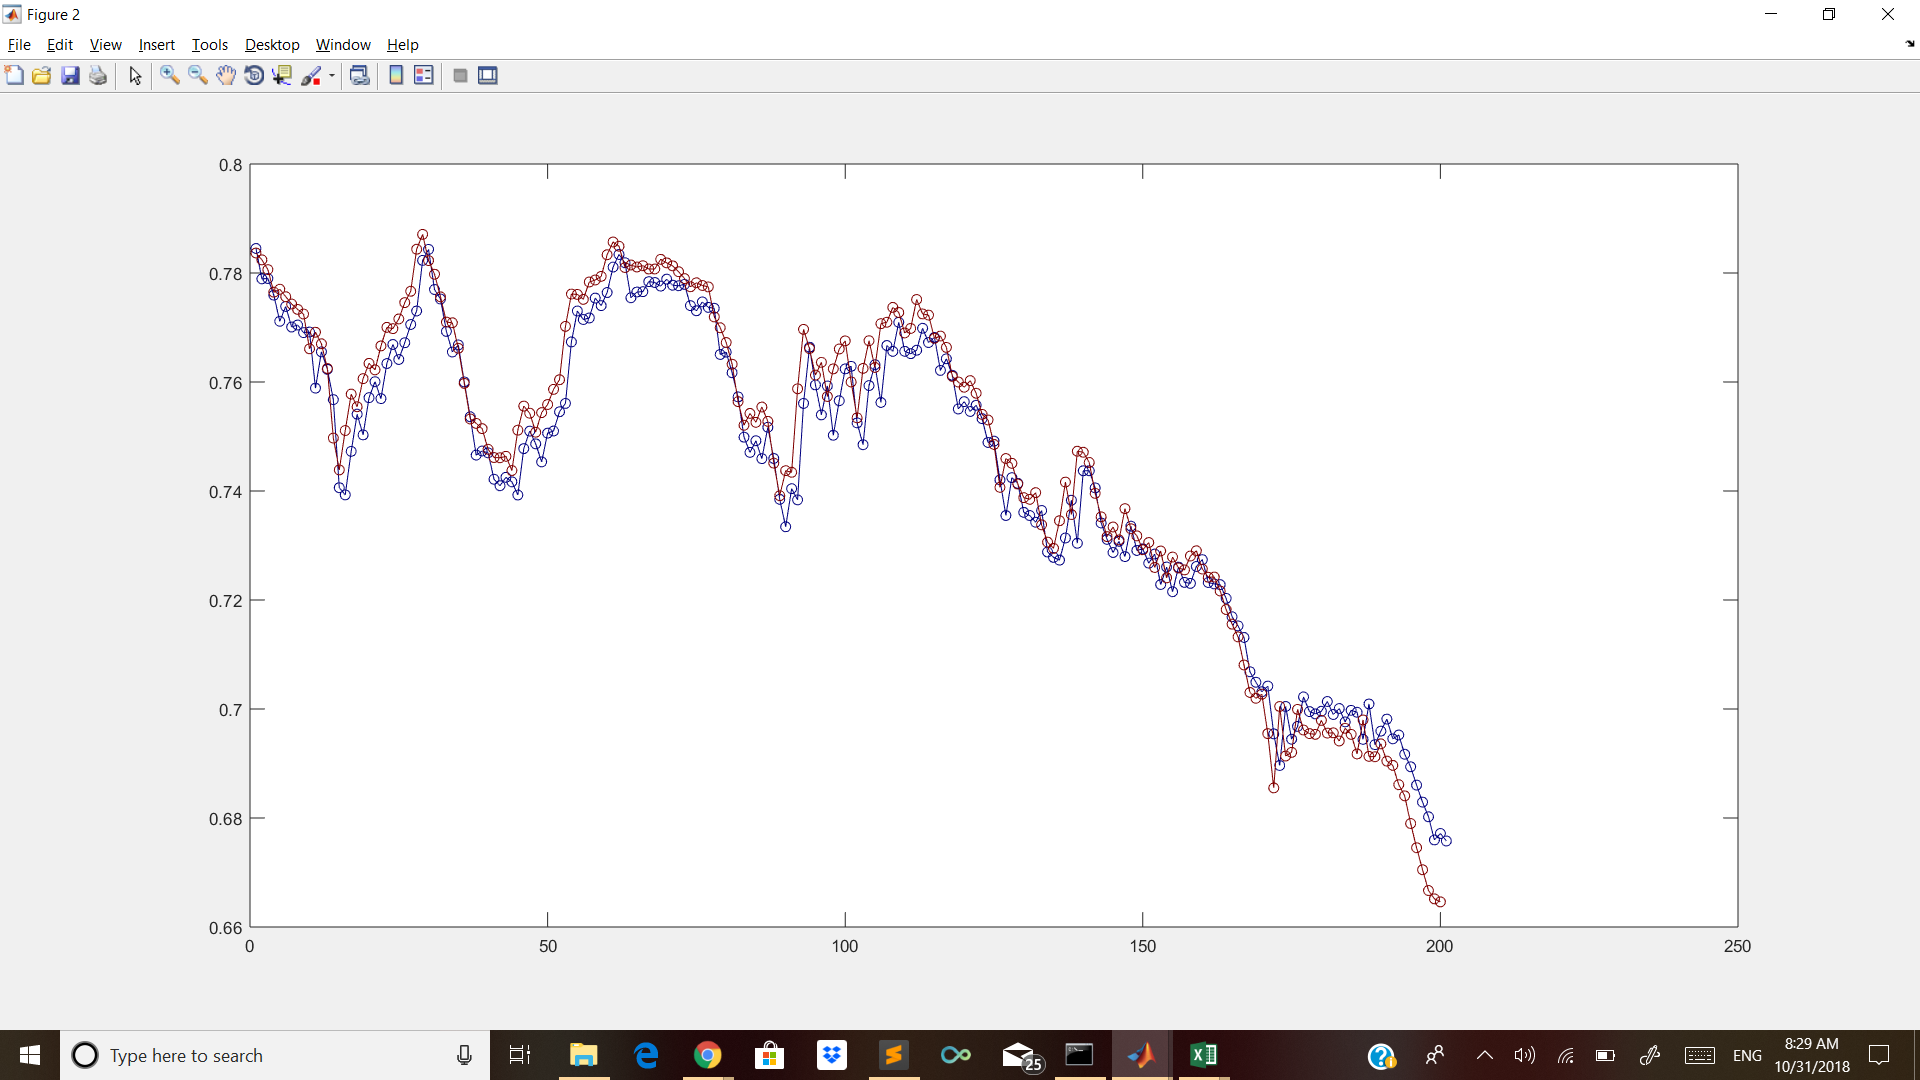 Figure 2
File Edit View Insert Tools Desktop Window Help
0.8
0.78
0.76
0.74
0.72
0.7
0.68
0.66
0 50 100 150 200 250
Type here to search
25
ENG
8:29 AM
10/31/2018